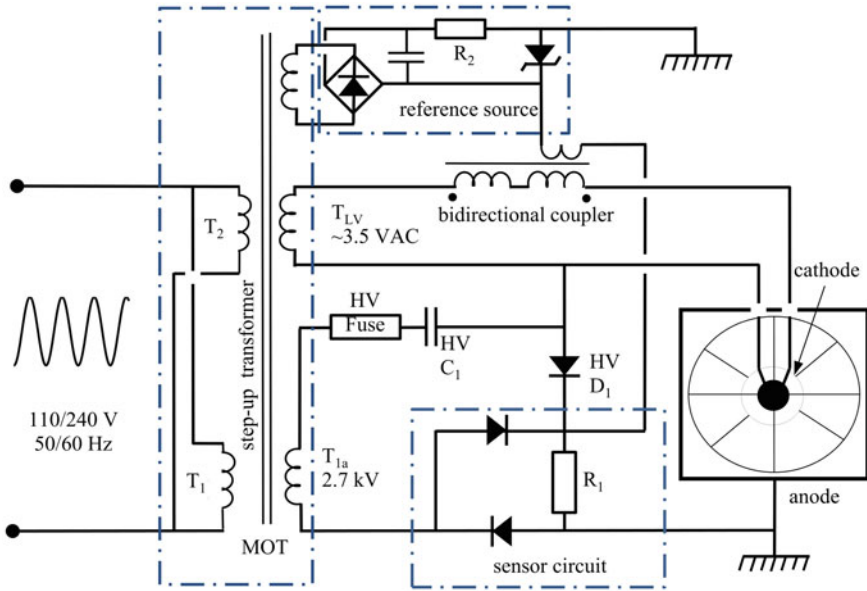 R2
reference source
T2
TLV
~3.5 VAC
bidirectional coupler
cathode
step-up transformer
HV
Fuse
HV
C1
HV
D1
110/240 V
50/60 Hz
T1
T1a
2.7 kV
R1
anode
MOT
sensor circuit